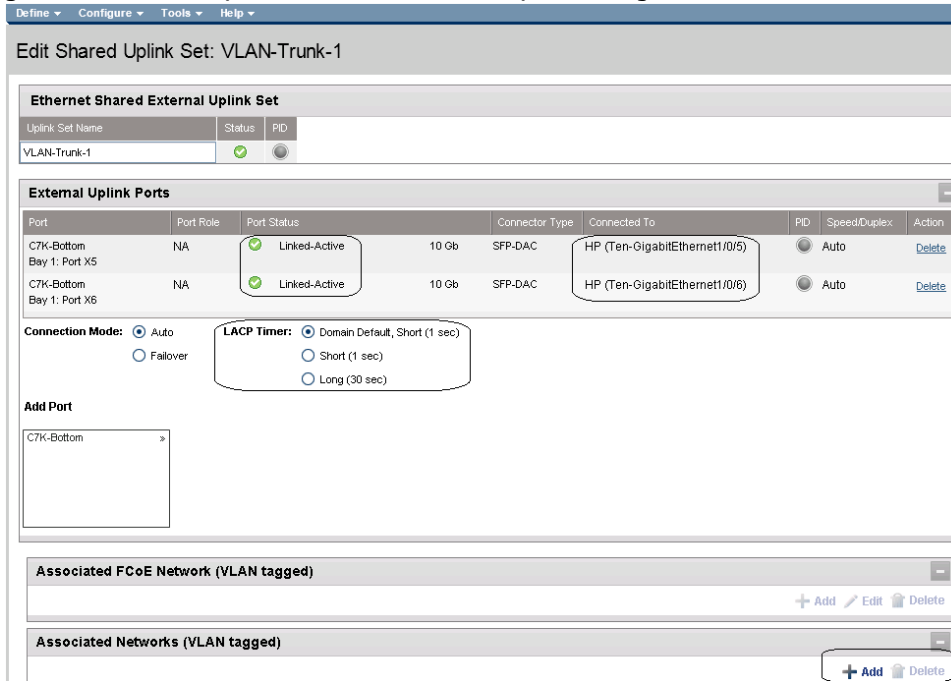 Define Configure Tools Help
Edit Shared Uplink Set: VLAN-Trunk-1
Ethernet Shared External Uplink Set
Uplink Set Name Status PID
VLAN-Trunk-1
External Uplink Ports
Port Port Role Port Status Connector Type Connected To PID Speed/Duplex Action
C7K-Bottom NA Linked-Active 10 Gb SFP-DAC HP (Ten-GigabitEthernet1/0/5) Auto Delete
Bay 1: Port X5
C7K-Bottom NA Linked-Active 10 Gb SFP-DAC HP (Ten-GigabitEthernet1/0/6) Auto Delete
Bay 1: Port X6
Connection Mode: Auto LACP Timer: Domain Default, Short (1 sec)
Failover Short (1 sec)
Long (30 sec)
Add Port
C7K-Bottom »
Associated FCoE Network (VLAN tagged)
Add Edit Delete
Associated Networks (VLAN tagged)
Add Delete